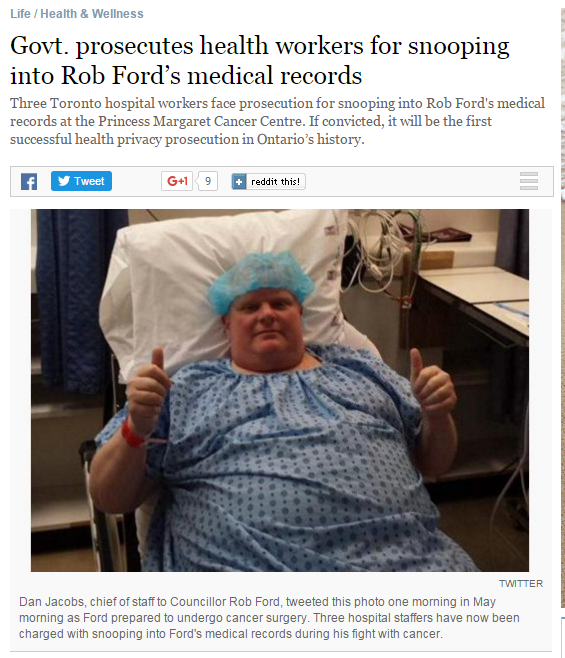 Life / Health & Wellness
Govt. prosecutes health workers for snooping
into Rob Ford’s medical records
Three Toronto hospital workers face prosecution for snooping into Rob Ford's medical
records at the Princess Margaret Cancer Centre. If convicted, it will be the first
successful health privacy prosecution in Ontario’s history.
f Tweet G+1 9 + reddit this!
TWITTER
Dan Jacobs, chief of staff to Councillor Rob Ford, tweeted this photo one morning in May
morning as Ford prepared to undergo cancer surgery. Three hospital staffers have now been
charged with snooping into Ford's medical records during his fight with cancer.